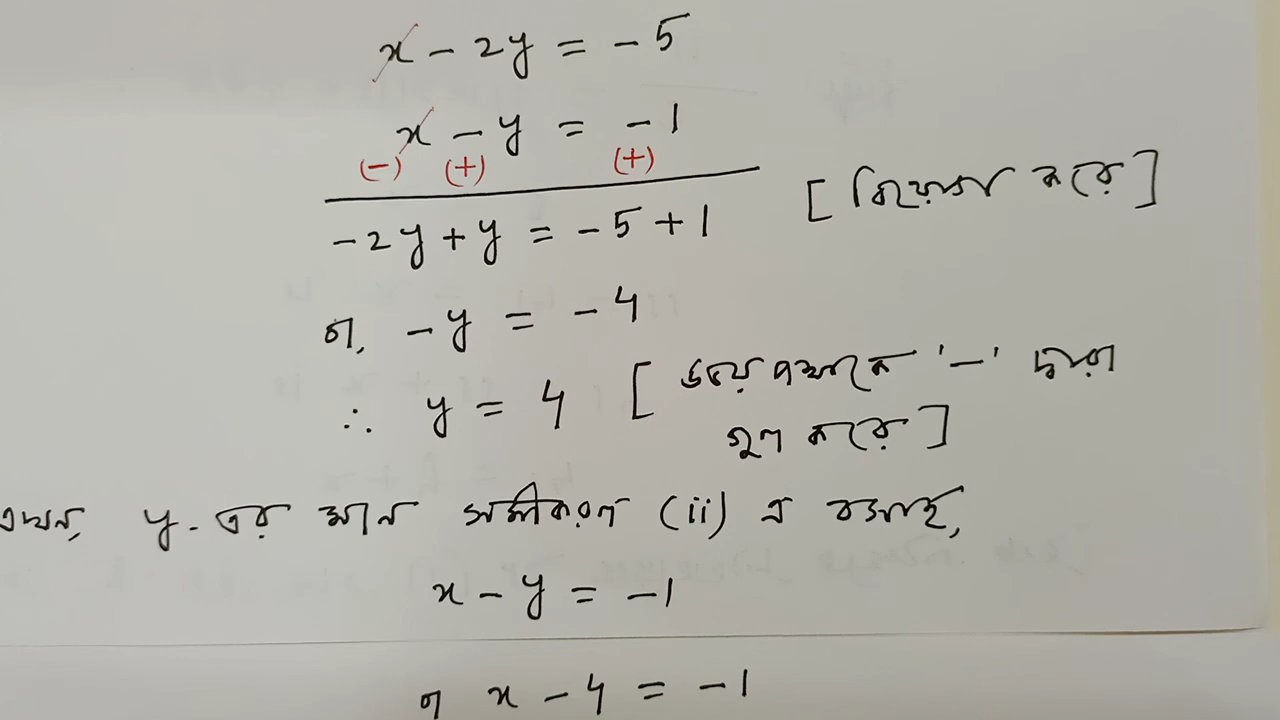 x - 2y = -5
x - y = -1
(-) (+) (+)
-2y + y = -5 + 1 [বিয়োগ করে]
বা, -y = -4
∴ y = 4 [উভয়পক্ষকে '-' দ্বারা
গুণ করে]
এখন, y-এর মান সমীকরণ (ii) এ বসাই,
x - y = -1
বা x - 4 = -1